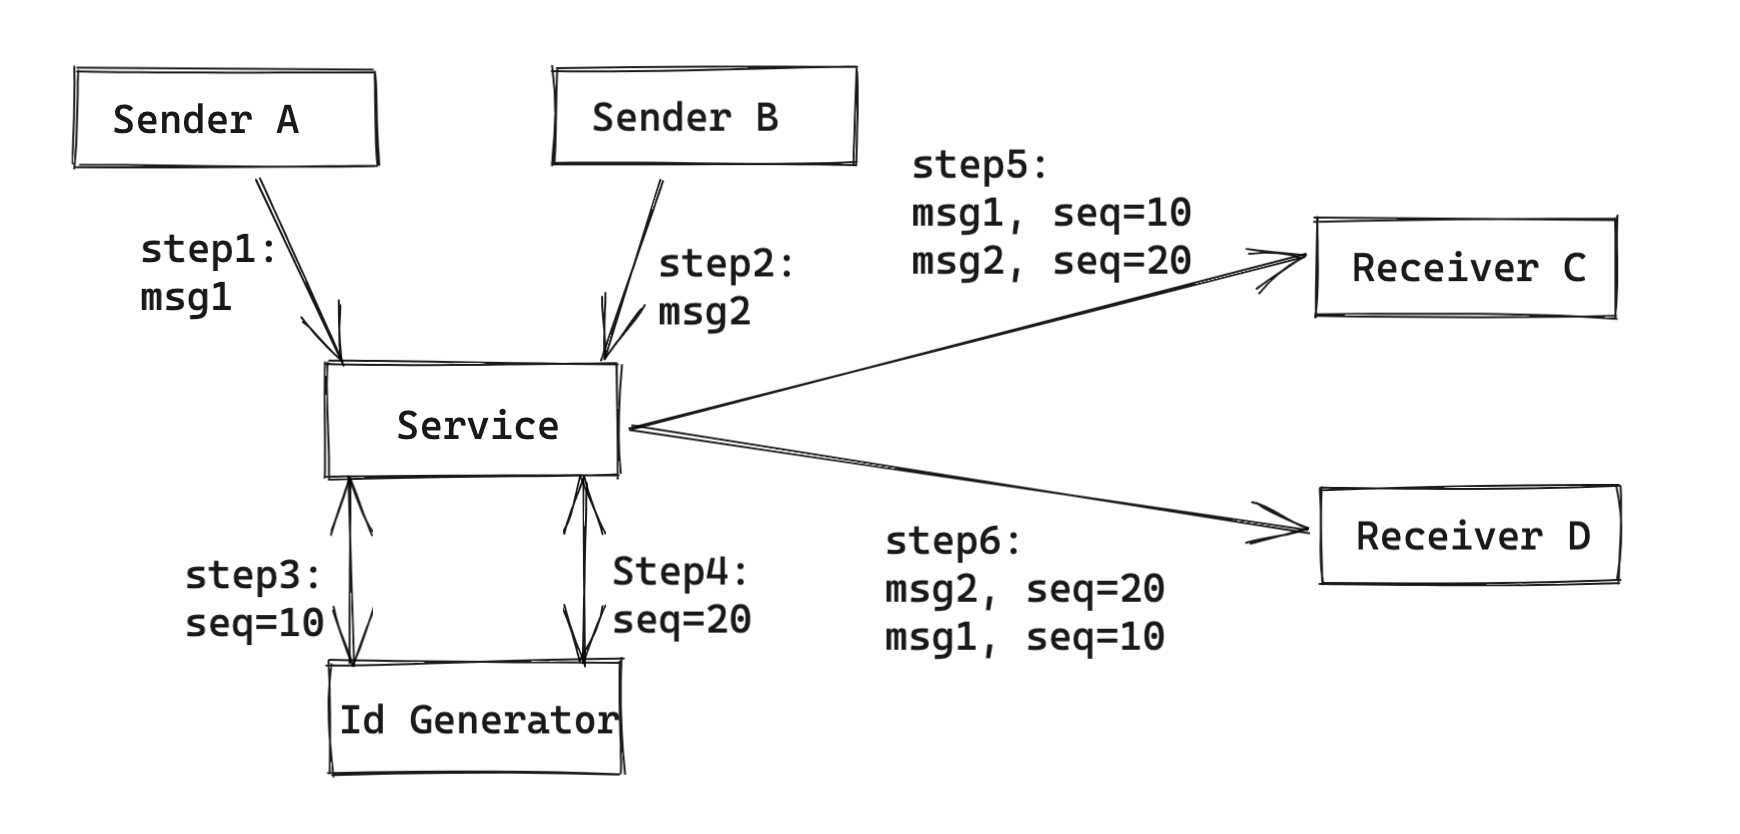 Sender A
Sender B
step1:
msg1
step2:
msg2
step5:
msg1, seq=10
msg2, seq=20
Receiver C
Service
step3:
seq=10
Step4:
seq=20
step6:
msg2, seq=20
msg1, seq=10
Receiver D
Id Generator